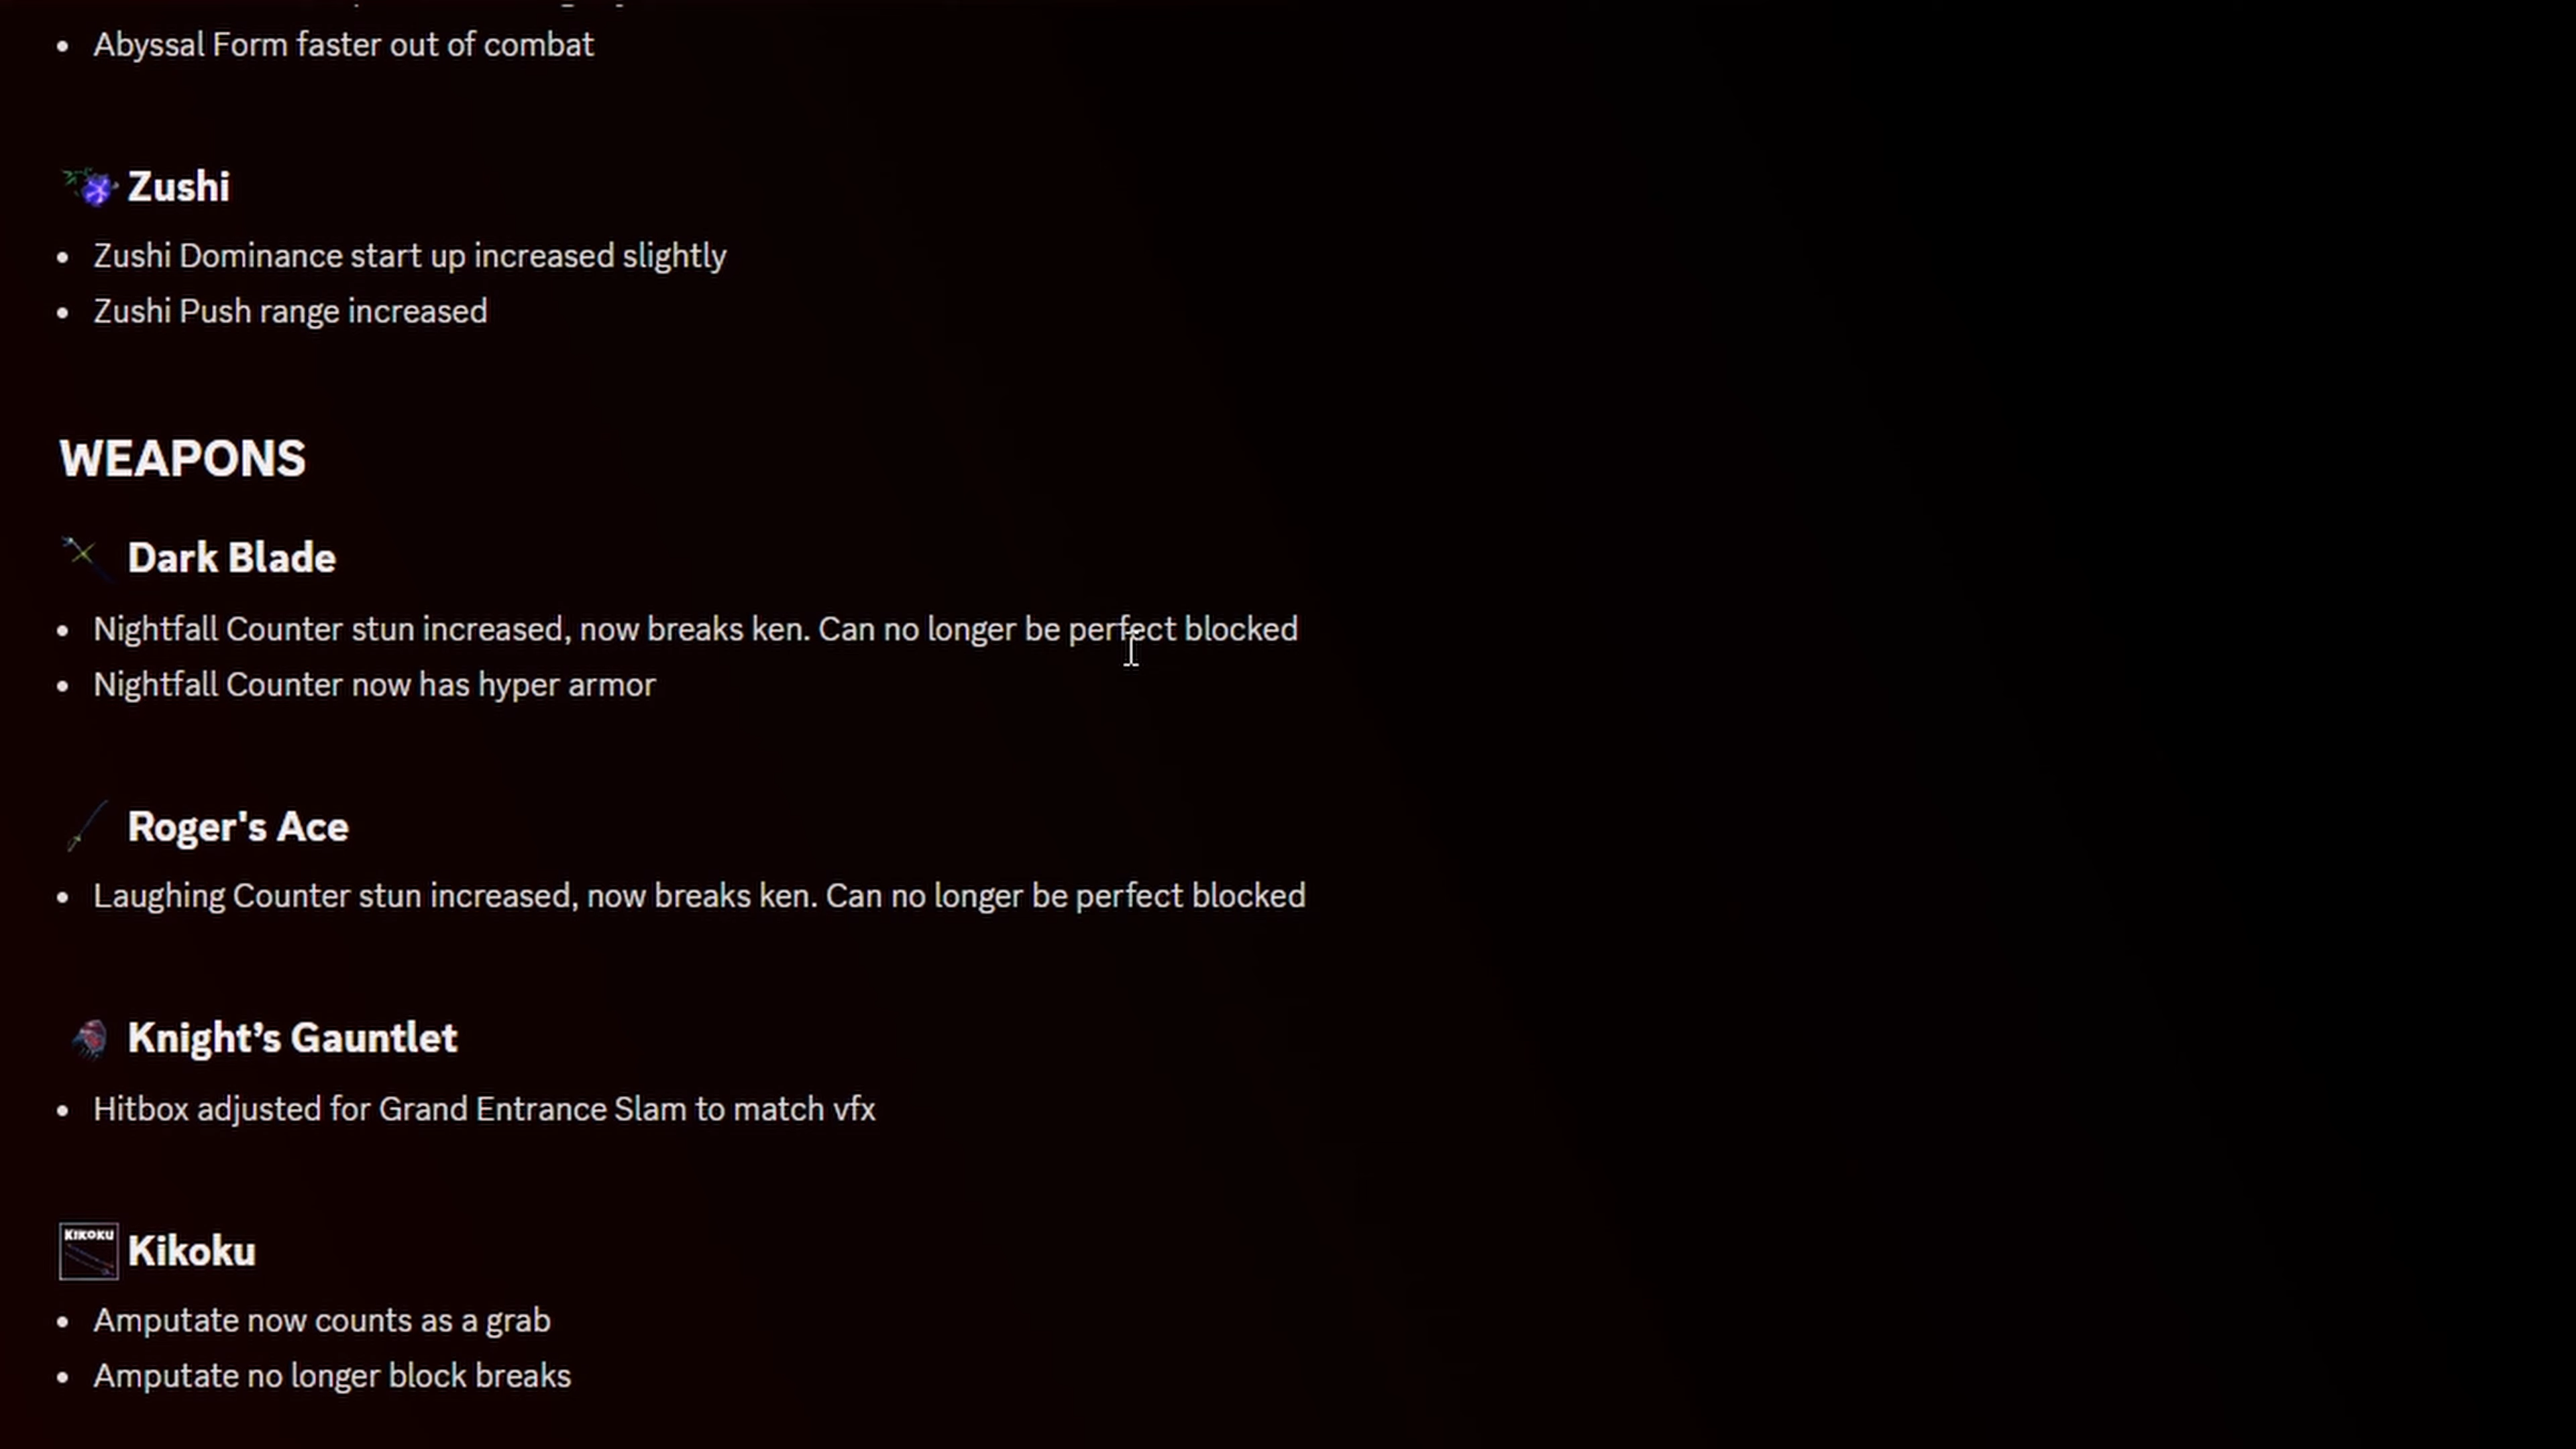 Abyssal Form faster out of combat
Zushi
Zushi Dominance start up increased slightly
Zushi Push range increased
WEAPONS
Dark Blade
Nightfall Counter stun increased, now breaks ken. Can no longer be perfect blocked
Nightfall Counter now has hyper armor
Roger's Ace
Laughing Counter stun increased, now breaks ken. Can no longer be perfect blocked
Knight’s Gauntlet
Hitbox adjusted for Grand Entrance Slam to match vfx
KIKOKU
Kikoku
Amputate now counts as a grab
Amputate no longer block breaks